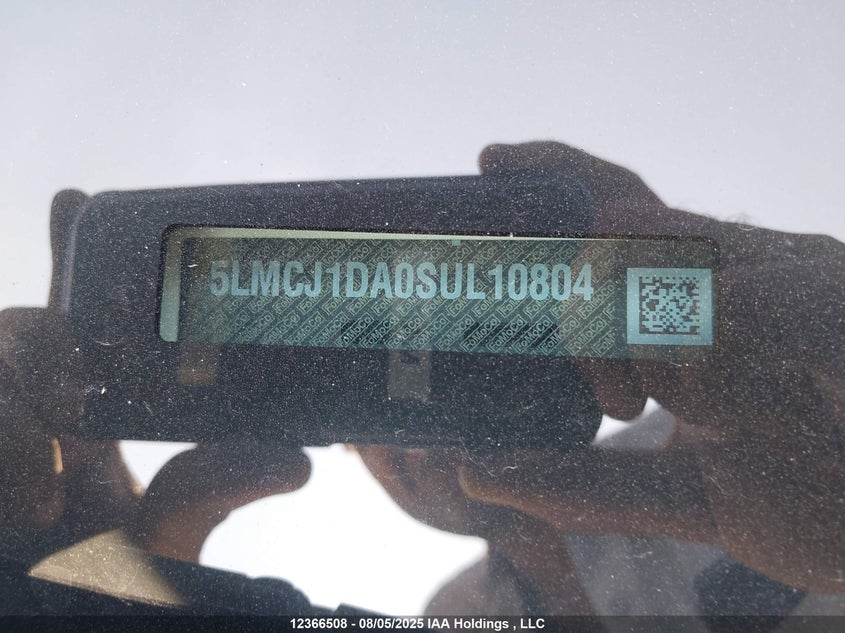 5LMCJ1DA0SUL10804
12366508 - 08/05/2025 IAA Holdings , LLC